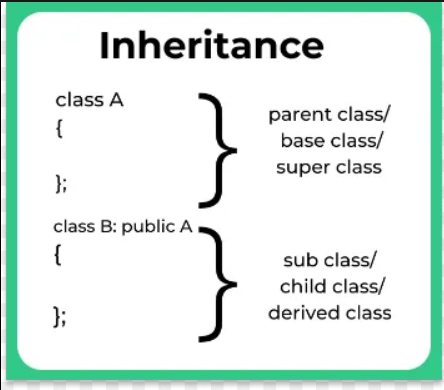 Inheritance
class A
{
};
parent class/
base class/
super class
class B: public A
{
};
sub class/
child class/
derived class